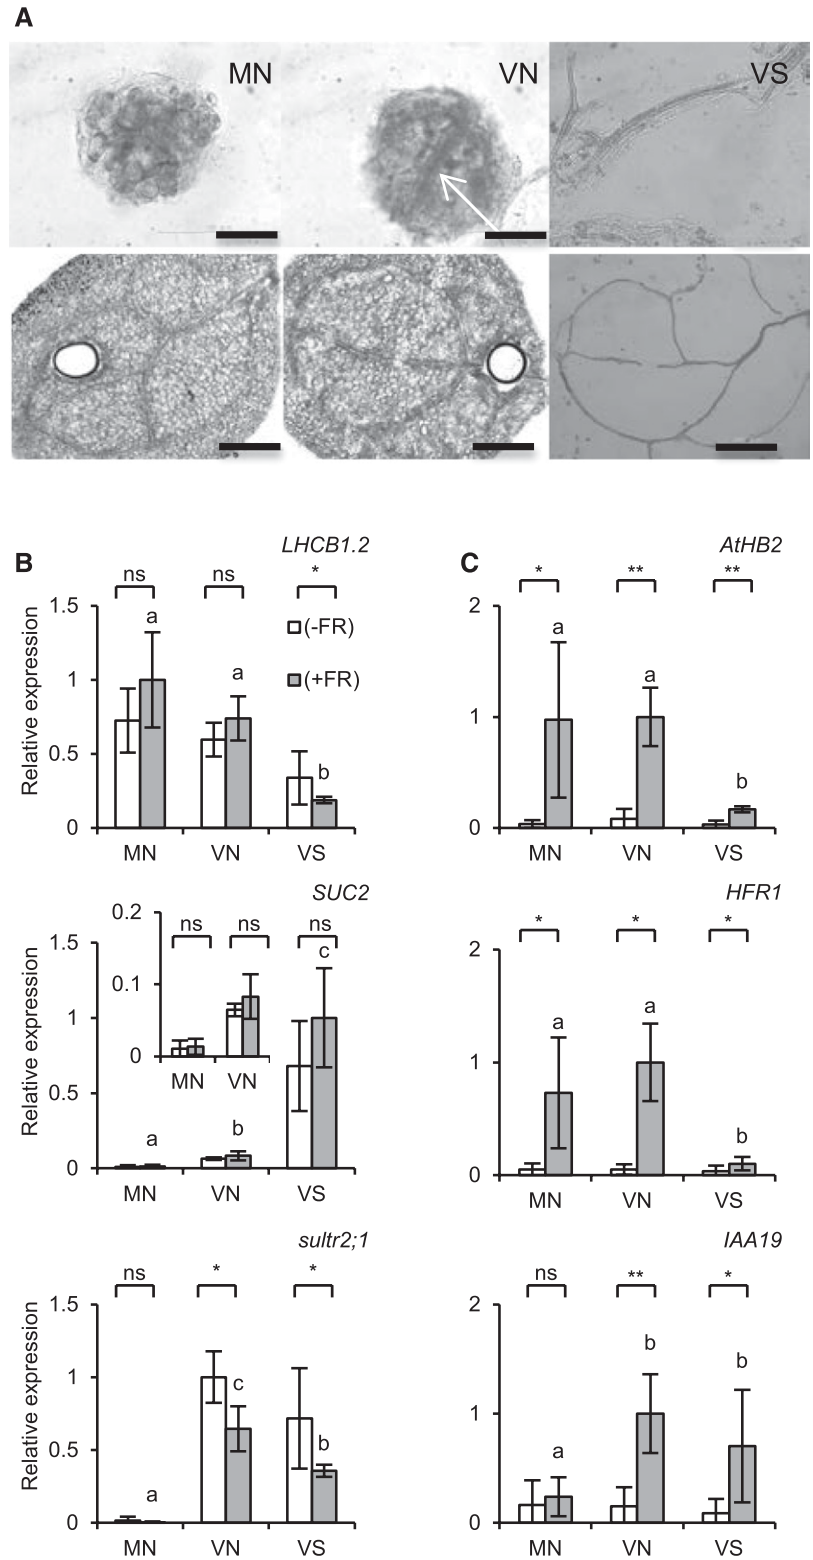 A
MN
VN
VS
B
LHCB1.2
ns
ns
*
1.5
1
0.5
0
Relative expression
a
a
b
(-FR)
(+FR)
MN
VN
VS
C
AtHB2
*
**
**
2
1
0
a
a
b
MN
VN
VS
SUC2
ns
ns
ns
0.2
0.1
0
MN
VN
1.5
1
0.5
0
Relative expression
a
b
c
MN
VN
VS
HFR1
*
*
*
2
1
0
a
a
b
MN
VN
VS
sultr2;1
ns
*
*
1.5
1
0.5
0
Relative expression
a
c
b
MN
VN
VS
IAA19
ns
**
*
2
1
0
a
b
b
MN
VN
VS